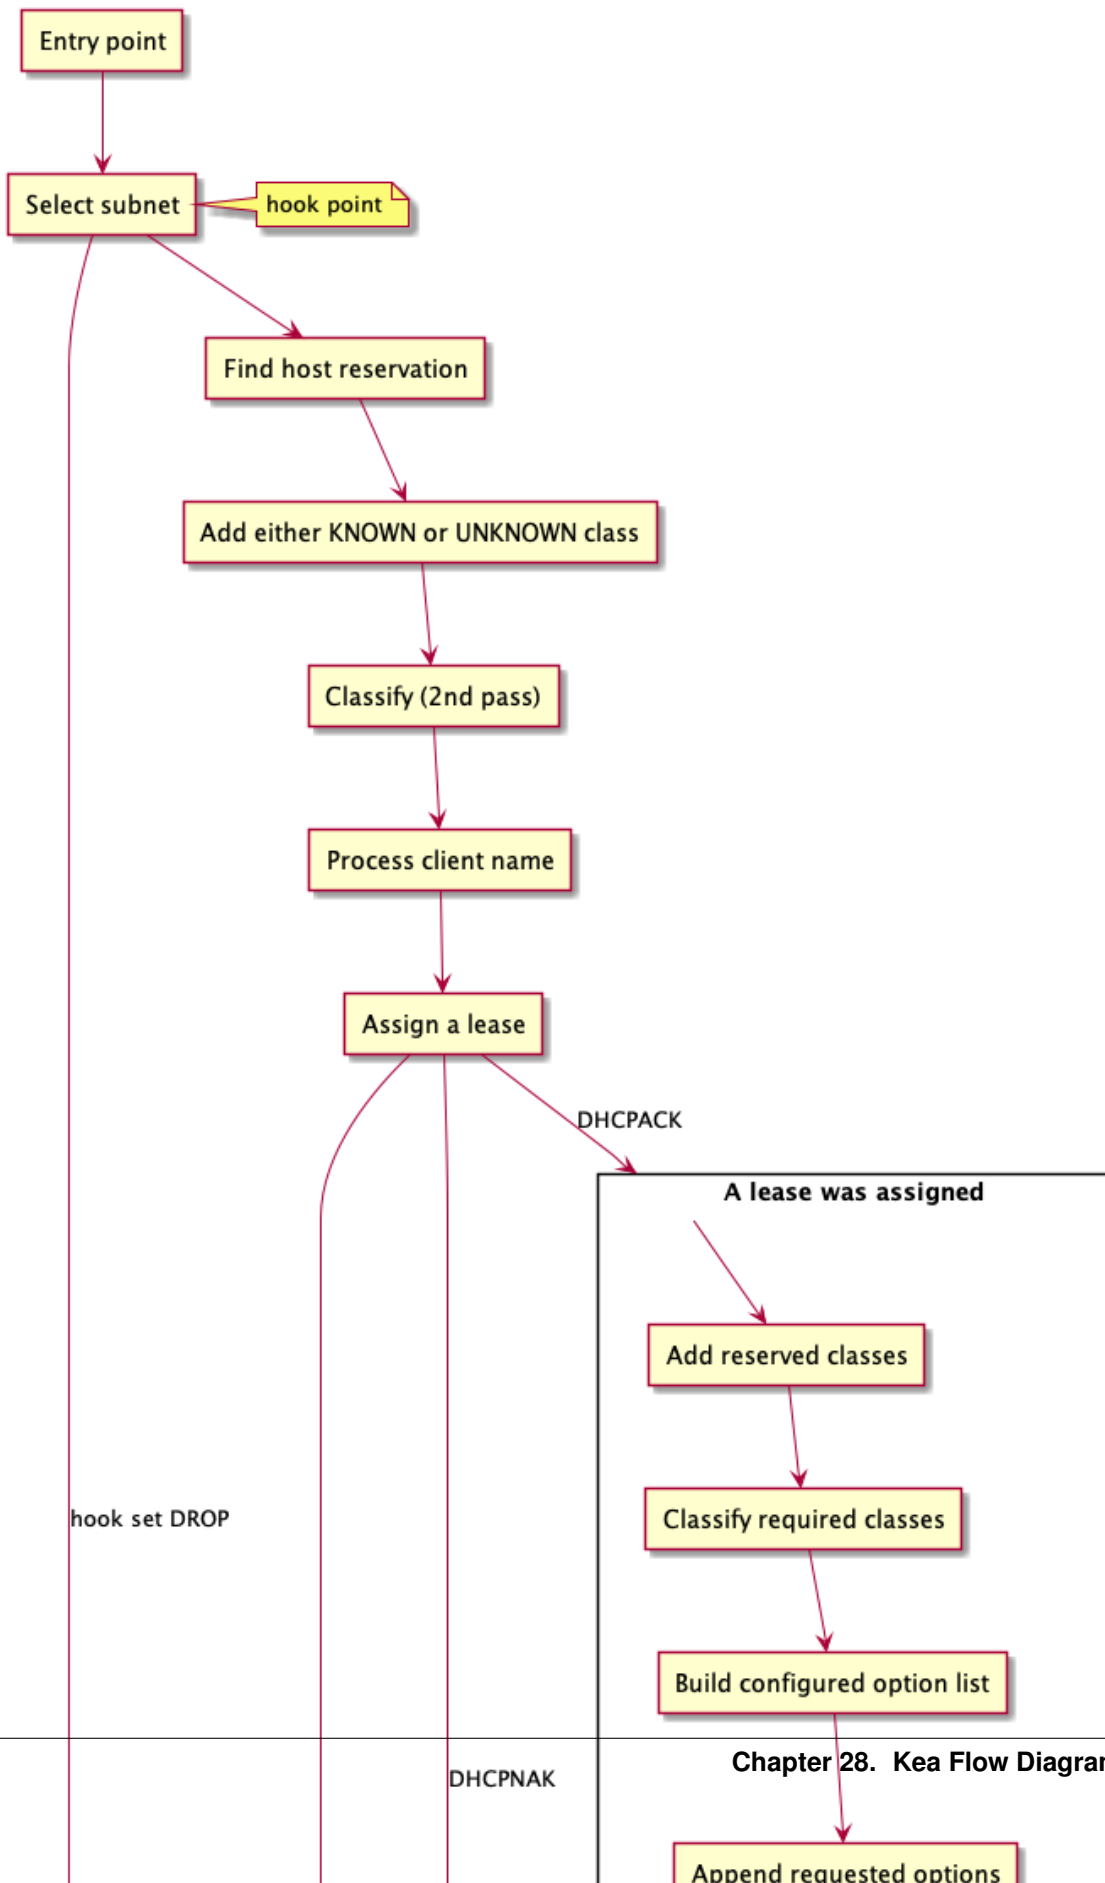 Entry point
Select subnet
hook point
Find host reservation
Add either KNOWN or UNKNOWN class
Classify (2nd pass)
Process client name
Assign a lease
DHCPACK
A lease was assigned
Add reserved classes
Classify required classes
hook set DROP
Build configured option list
Chapter 28. Kea Flow Diagram
DHCPNAK
Append requested options